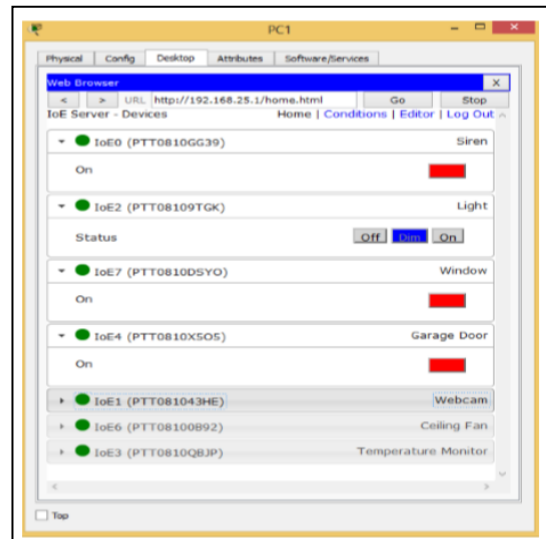 PC1
Physical Config Desktop Attributes Software/Services
Web Browser X
< > URL http://192.168.25.1/home.html Go Stop
IoE Server - Devices Home | Conditions | Editor | Log Out
IoE0 (PTT0810GG39) Siren
On
IoE2 (PTT08109TGK) Light
Status Off Dim On
IoE7 (PTT0810DSYO) Window
On
IoE4 (PTT0810X5O5) Garage Door
On
IoE1 (PTT081043HE) Webcam
IoE6 (PTT08100B92) Ceiling Fan
IoE3 (PTT0810QBJP) Temperature Monitor
Top